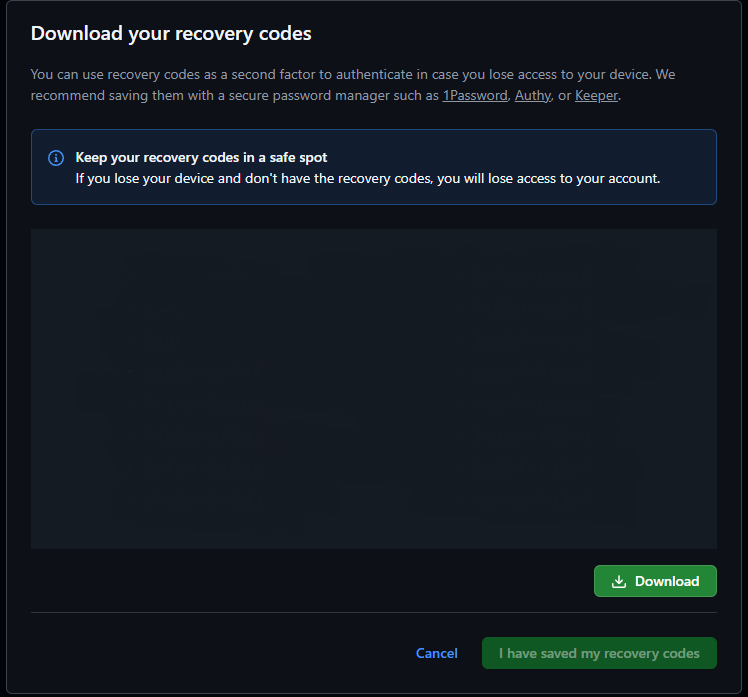 Download your recovery codes
You can use recovery codes as a second factor to authenticate in case you lose access to your device. We
recommend saving them with a secure password manager such as 1Password, Authy, or Keeper.
Keep your recovery codes in a safe spot
If you lose your device and don't have the recovery codes, you will lose access to your account.
Download
Cancel
I have saved my recovery codes